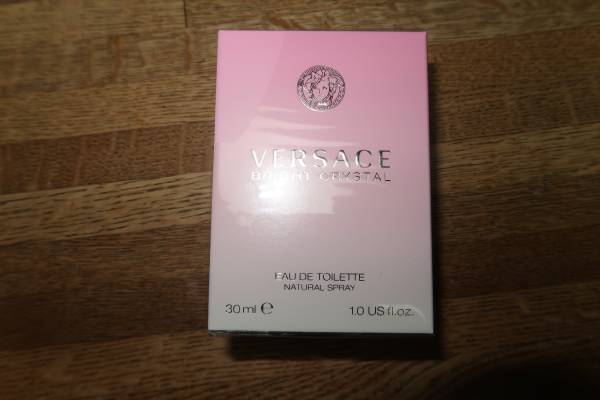 VERSACE
BRIGHT CRYSTAL
EAU DE TOILETTE
NATURAL SPRAY
30 ml ℮
1.0 US fl.oz.